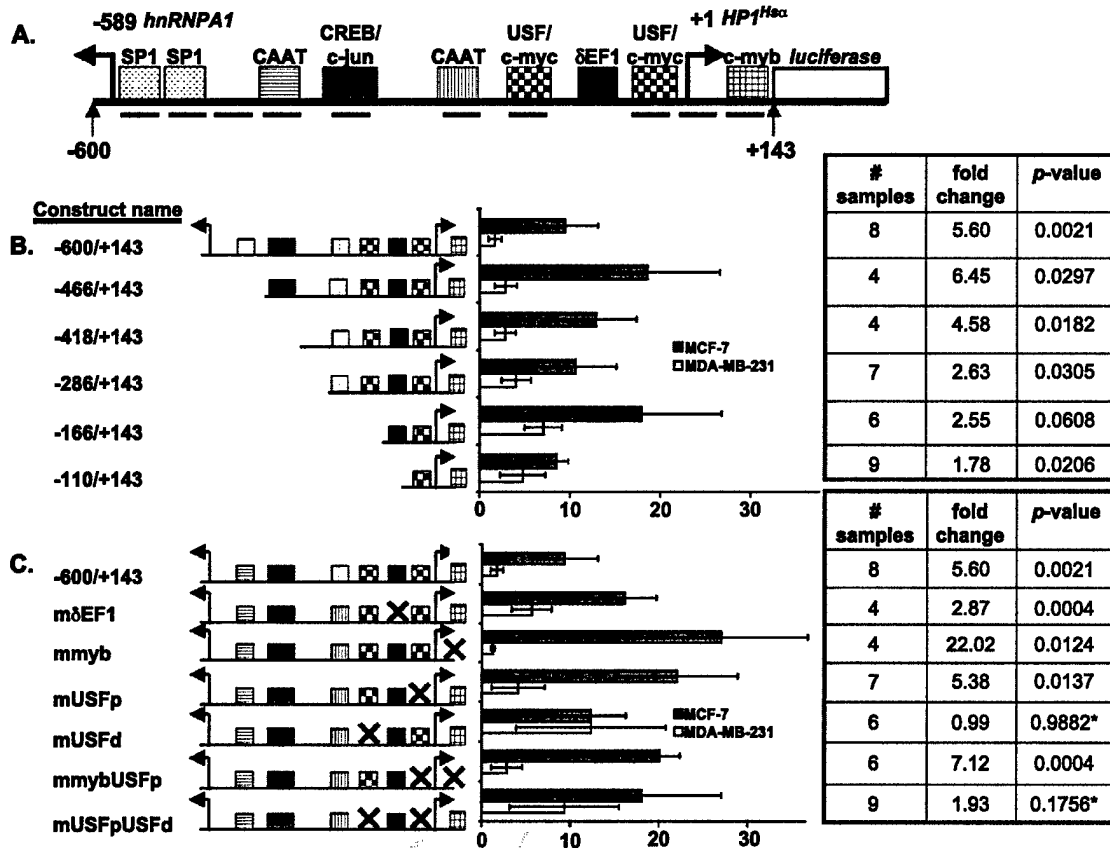 A.
-589 hnRNPA1
+1 HP1Hsα
SP1 SP1 CAAT CREB/ c-jun CAAT USF/ c-myc δEF1 USF/ c-myc c-myb luciferase
-600
+143
Construct name
B.
-600/+143
-466/+143
-418/+143
-286/+143
-166/+143
-110/+143
MCF-7
MDA-MB-231
0 10 20 30
# samples fold change p-value
8 5.60 0.0021
4 6.45 0.0297
4 4.58 0.0182
7 2.63 0.0305
6 2.55 0.0608
9 1.78 0.0206
C.
-600/+143
mδEF1
mmyb
mUSFp
mUSFd
mmybUSFp
mUSFpUSFd
MCF-7
MDA-MB-231
0 10 20 30
# samples fold change p-value
8 5.60 0.0021
4 2.87 0.0004
4 22.02 0.0124
7 5.38 0.0137
6 0.99 0.9882*
6 7.12 0.0004
9 1.93 0.1756*